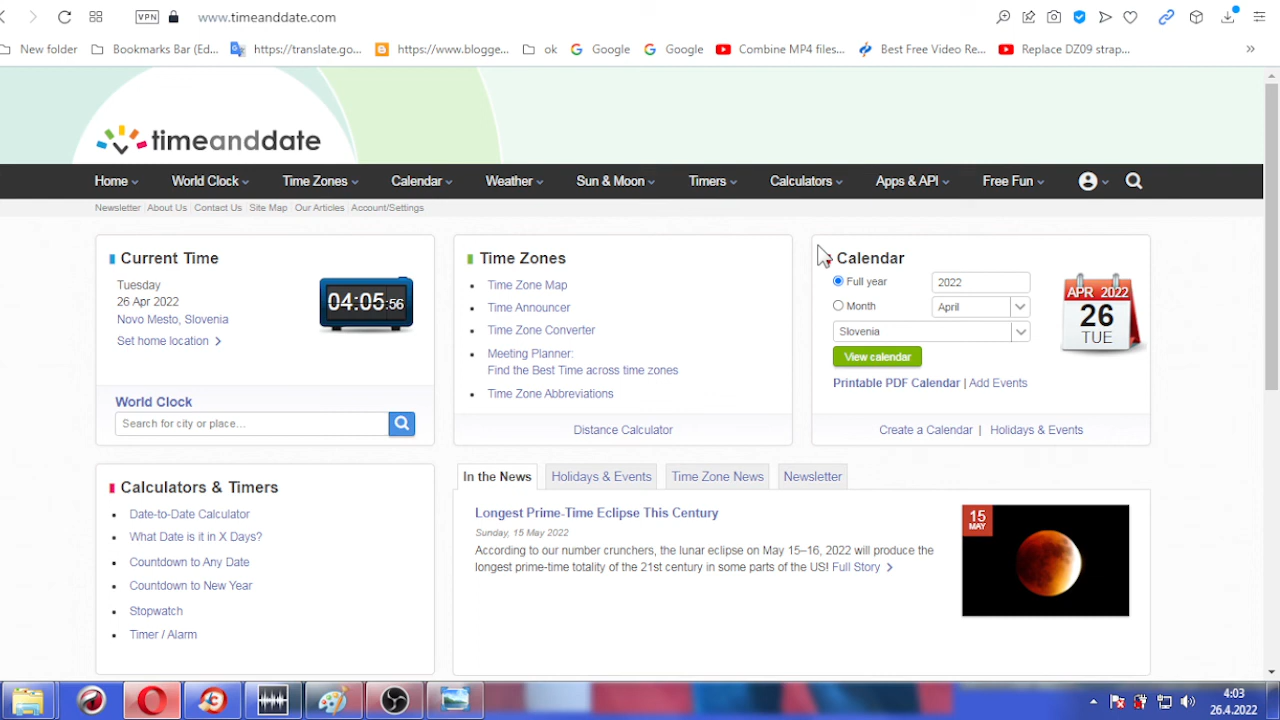 VPN
www.timeanddate.com
New folder
Bookmarks Bar (Ed...
https://translate.go...
https://www.blogge...
ok
Google
Google
Combine MP4 files...
Best Free Video Re...
Replace DZ09 strap...
timeanddate
Home
World Clock
Time Zones
Calendar
Weather
Sun & Moon
Timers
Calculators
Apps & API
Free Fun
Newsletter About Us Contact Us Site Map Our Articles Account/Settings
Current Time
Tuesday
26 Apr 2022
Novo Mesto, Slovenia
Set home location
04:05 56
World Clock
Search for city or place...
Time Zones
Time Zone Map
Time Announcer
Time Zone Converter
Meeting Planner:
Find the Best Time across time zones
Time Zone Abbreviations
Distance Calculator
Calendar
Full year 2022
Month April
Slovenia
View calendar
Printable PDF Calendar | Add Events
Create a Calendar | Holidays & Events
APR 2022
26
TUE
Calculators & Timers
Date-to-Date Calculator
What Date is it in X Days?
Countdown to Any Date
Countdown to New Year
Stopwatch
Timer / Alarm
In the News
Holidays & Events
Time Zone News
Newsletter
Longest Prime-Time Eclipse This Century
Sunday, 15 May 2022
According to our number crunchers, the lunar eclipse on May 15–16, 2022 will produce the
longest prime-time totality of the 21st century in some parts of the US! Full Story
15
MAY
4:03
26.4.2022